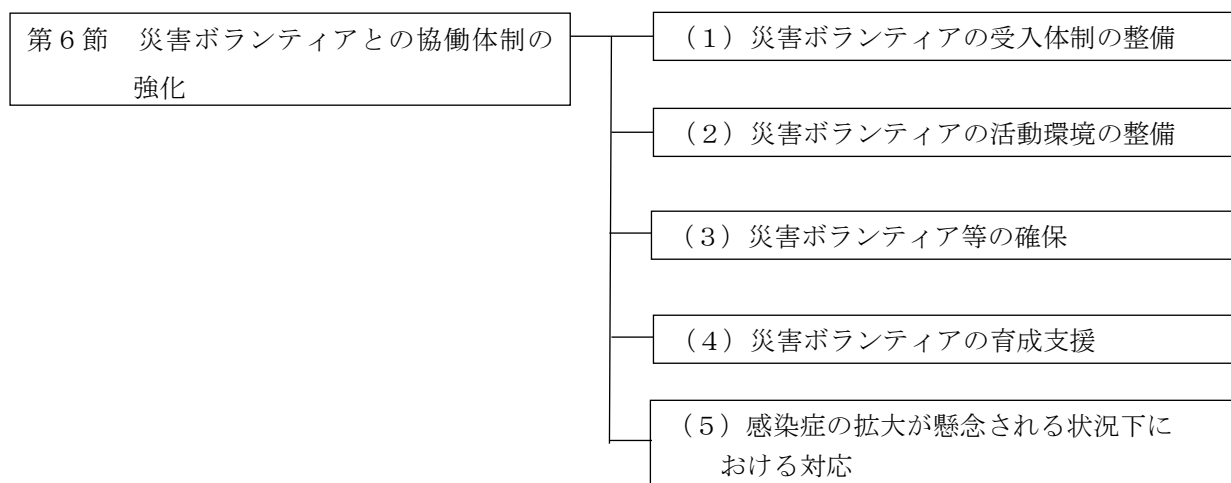 第６節　災害ボランティアとの協働体制の
強化
（１）災害ボランティアの受入体制の整備
（２）災害ボランティアの活動環境の整備
（３）災害ボランティア等の確保
（４）災害ボランティアの育成支援
（５）感染症の拡大が懸念される状況下に
おける対応